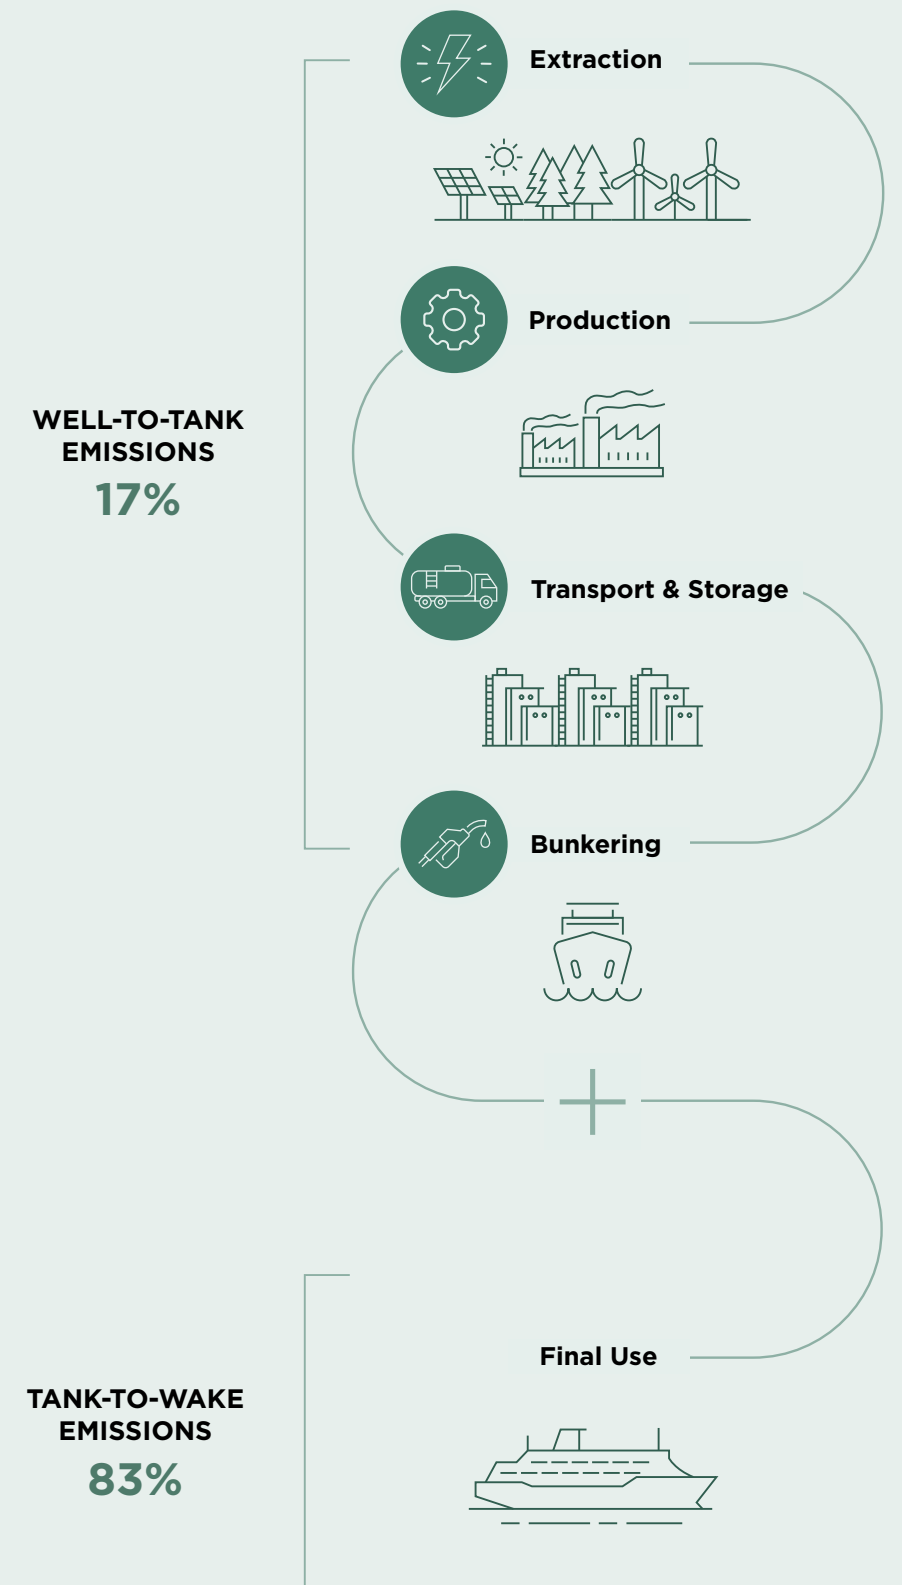 Extraction
Production
WELL-TO-TANK
EMISSIONS
17%
Transport & Storage
Bunkering
Final Use
TANK-TO-WAKE
EMISSIONS
83%